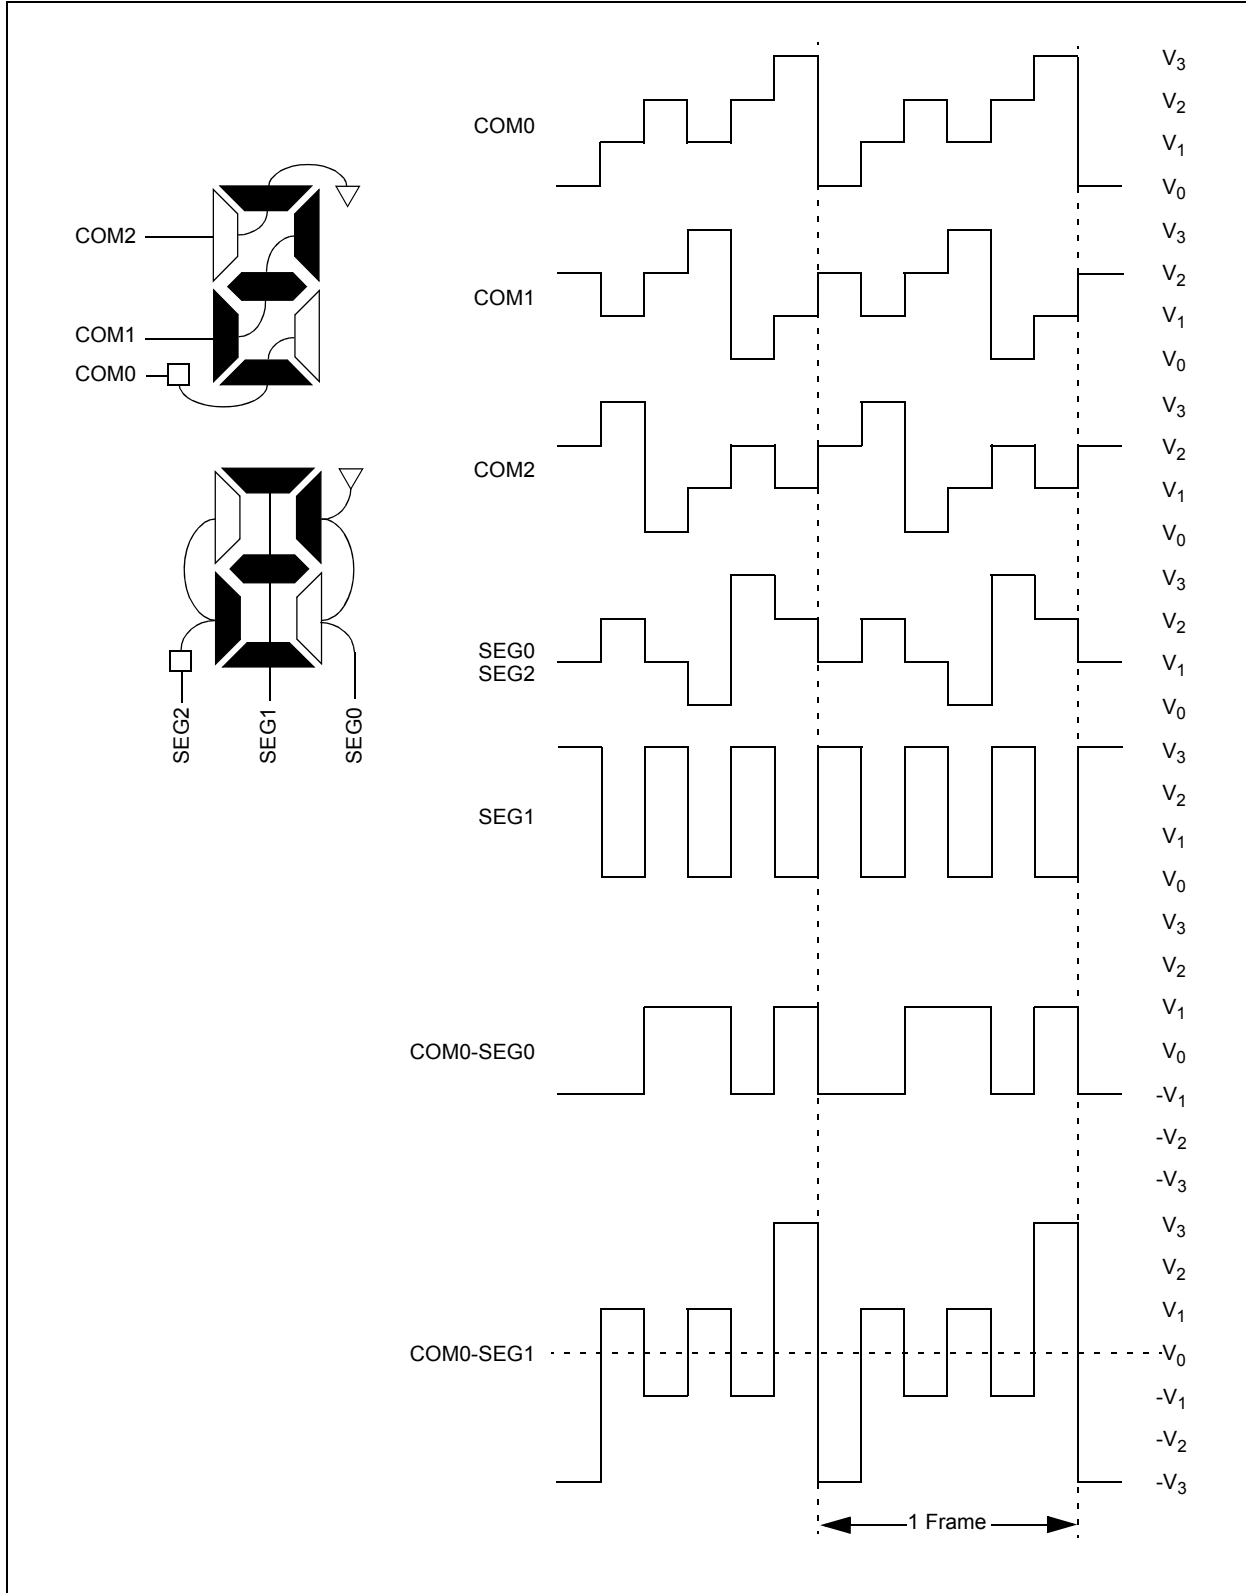 COM2
COM1
COM0
SEG2
SEG1
SEG0
COM0
V3
V2
V1
V0
COM1
V3
V2
V1
V0
COM2
V3
V2
V1
V0
SEG0
SEG2
V3
V2
V1
V0
SEG1
V3
V2
V1
V0
COM0-SEG0
V3
V2
V1
V0
-V1
-V2
-V3
COM0-SEG1
V3
V2
V1
V0
-V1
-V2
-V3
1 Frame